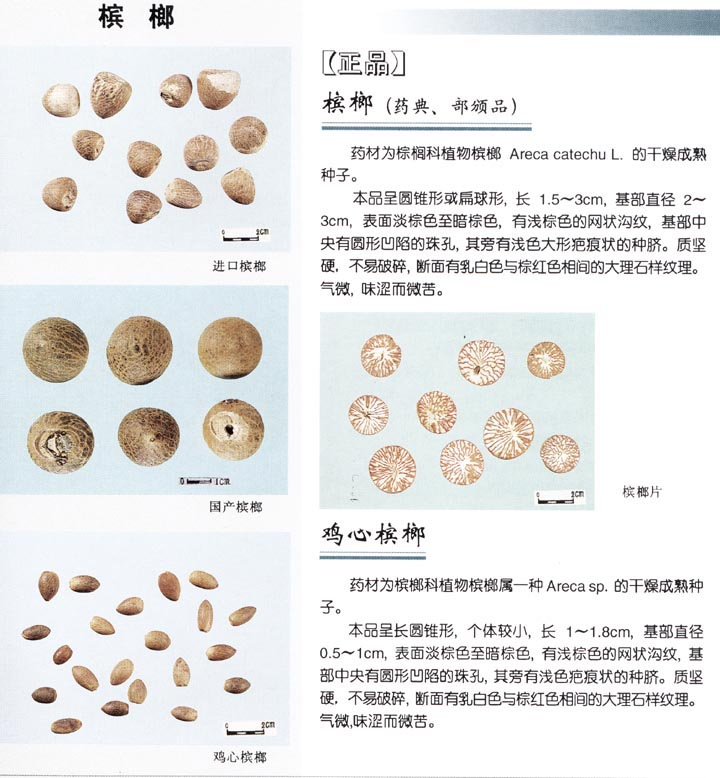 槟 榔
0 2cm
进口槟榔
0 1cm
国产槟榔
0 2cm
鸡心槟榔
【正品】
槟榔（药典、部颁品）
药材为棕榈科植物槟榔 Areca catechu L. 的干燥成熟
种子。
本品呈圆锥形或扁球形, 长 1.5～3cm, 基部直径 2～
3cm, 表面淡棕色至暗棕色, 有浅棕色的网状沟纹, 基部中
央有圆形凹陷的珠孔, 其旁有浅色大形疤痕状的种脐。质坚
硬, 不易破碎, 断面有乳白色与棕红色相间的大理石样纹理。
气微, 味涩而微苦。
0 2cm
槟榔片
鸡心槟榔
药材为槟榔科植物槟榔属一种 Areca sp. 的干燥成熟种
子。
本品呈长圆锥形, 个体较小, 长 1～1.8cm, 基部直径
0.5～1cm, 表面淡棕色至暗棕色, 有浅棕色的网状沟纹, 基
部中央有圆形凹陷的珠孔, 其旁有浅色疤痕状的种脐。质坚
硬, 不易破碎, 断面有乳白色与棕红色相间的大理石样纹理。
气微,味涩而微苦。